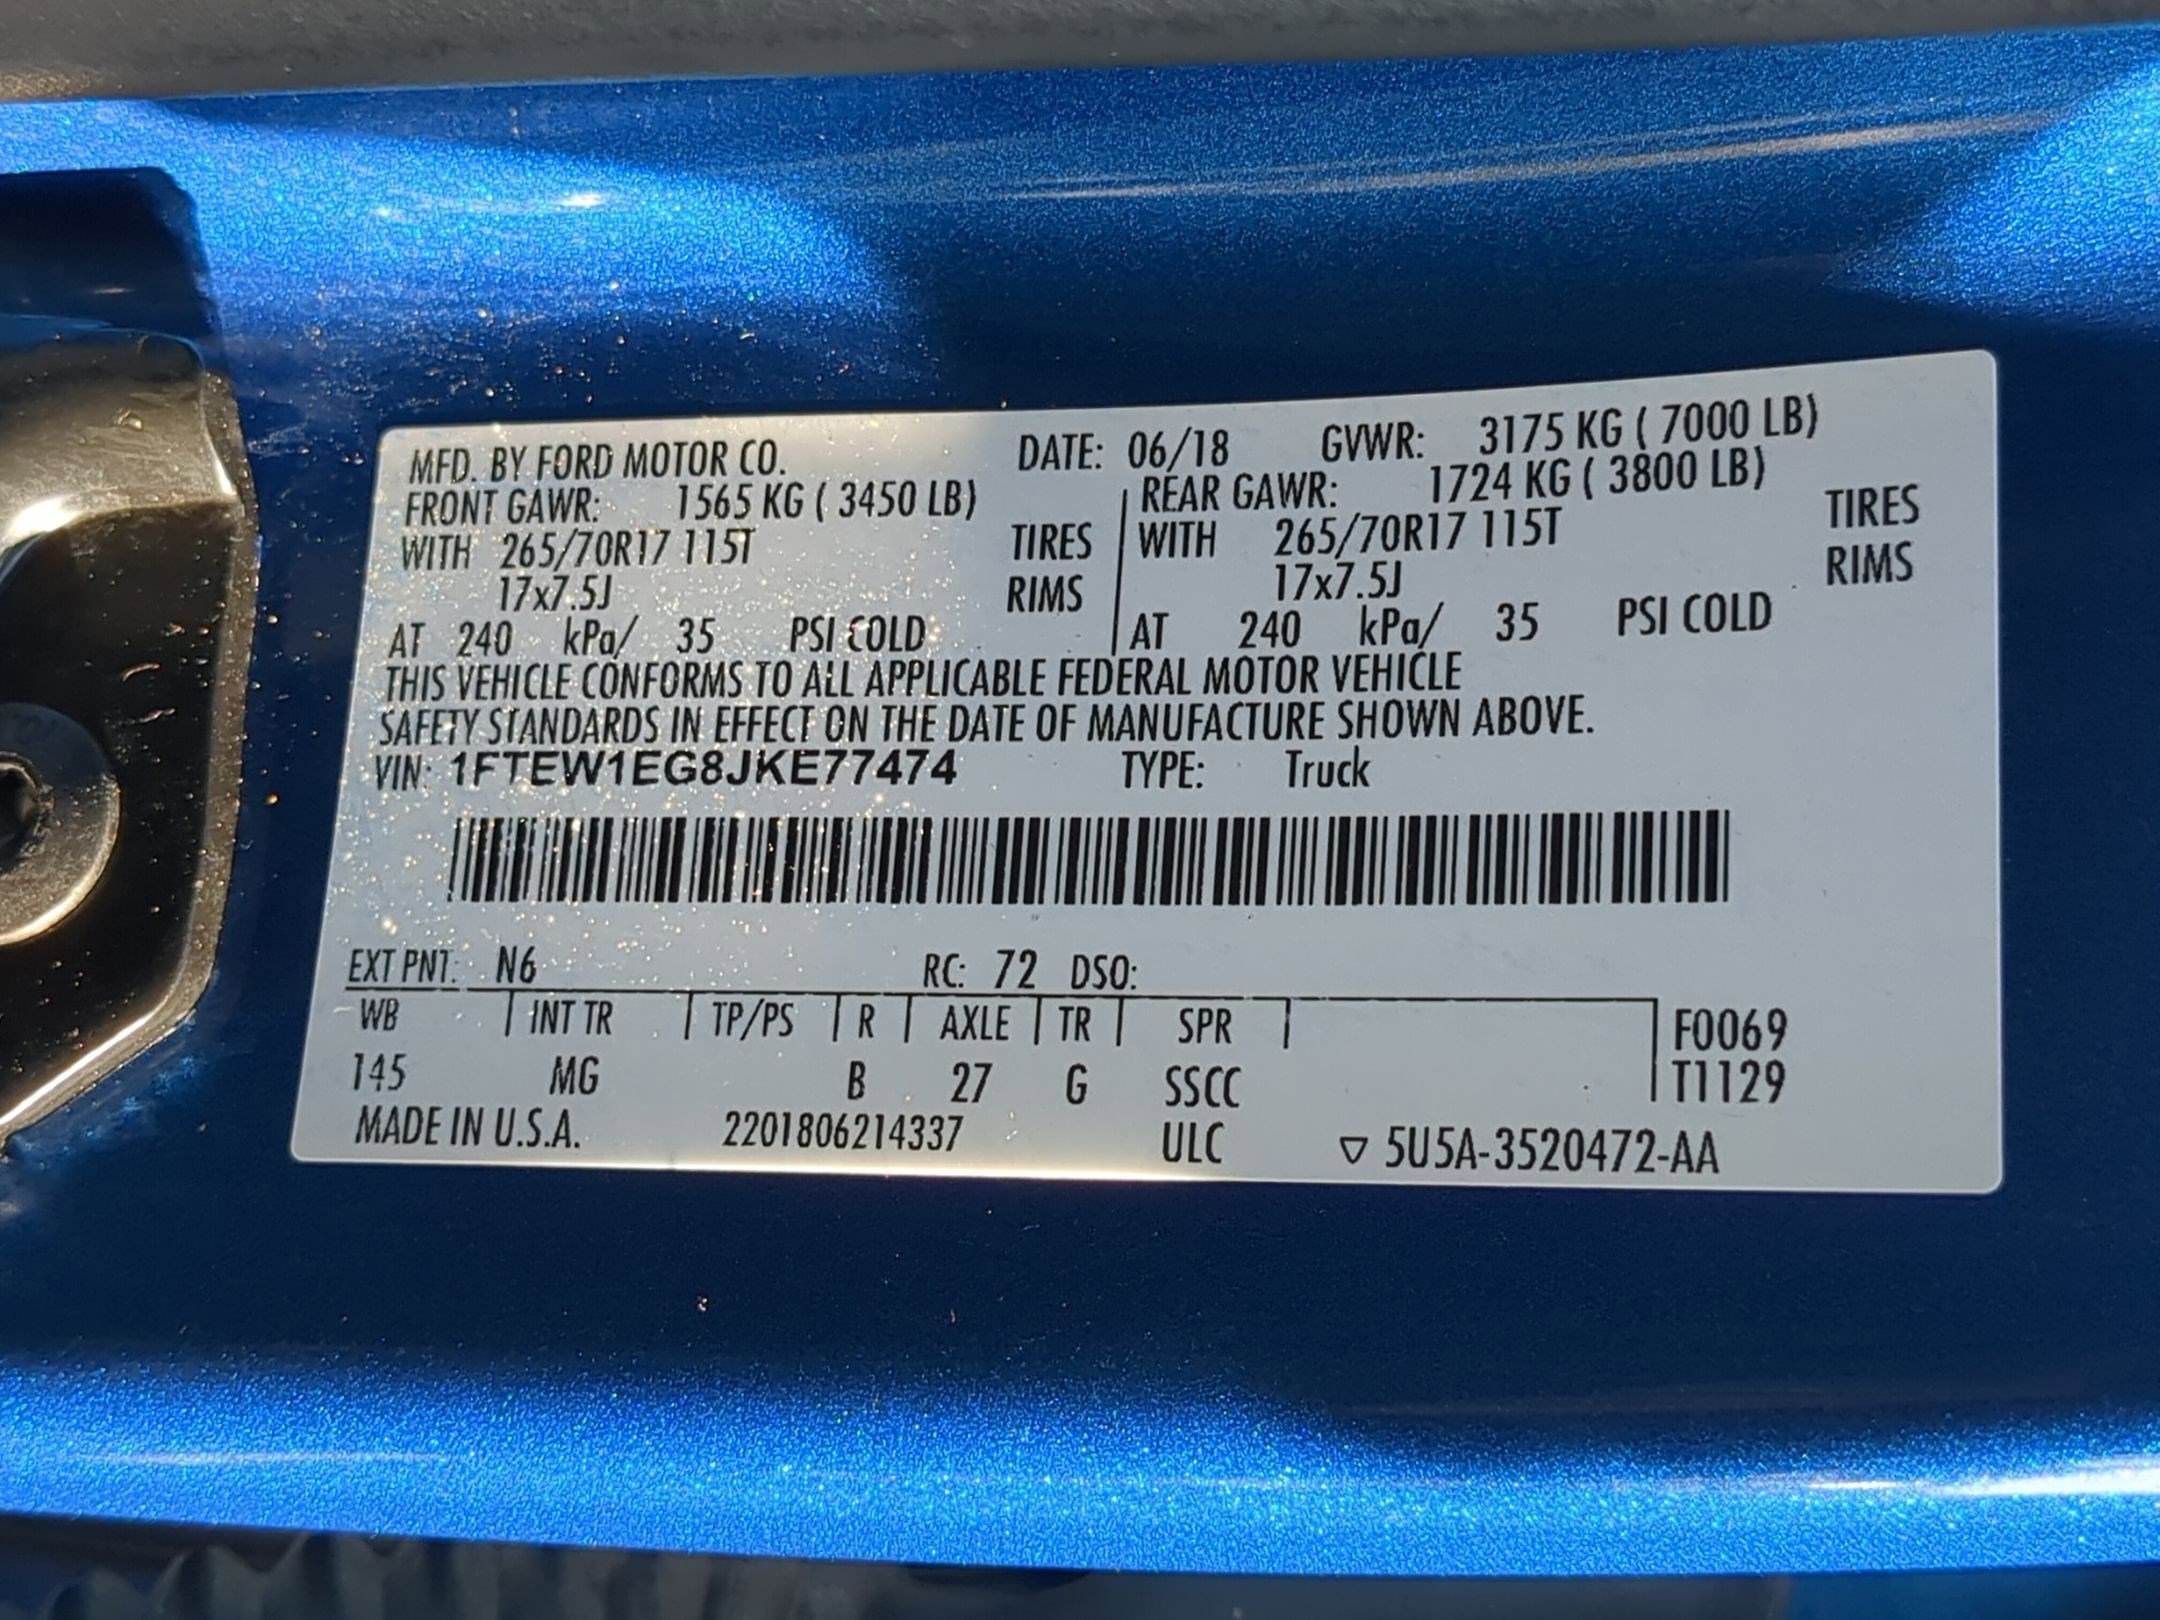 MFD. BY FORD MOTOR CO. DATE: 06/18 GVWR: 3175 KG ( 7000 LB)
FRONT GAWR: 1565 KG ( 3450 LB) REAR GAWR: 1724 KG ( 3800 LB)
WITH 265/70R17 115T TIRES WITH 265/70R17 115T TIRES
17x7.5J RIMS 17x7.5J RIMS
AT 240 kPa/ 35 PSI COLD AT 240 kPa/ 35 PSI COLD
THIS VEHICLE CONFORMS TO ALL APPLICABLE FEDERAL MOTOR VEHICLE
SAFETY STANDARDS IN EFFECT ON THE DATE OF MANUFACTURE SHOWN ABOVE.
VIN: 1FTEW1EG8JKE77474 TYPE: Truck
EXT PNT: N6 RC: 72 DSO:
WB INT TR TP/PS R AXLE TR SPR F0069
145 MG B 27 G SSCC T1129
MADE IN U.S.A. 2201806214337 ULC ▽ 5U5A-3520472-AA